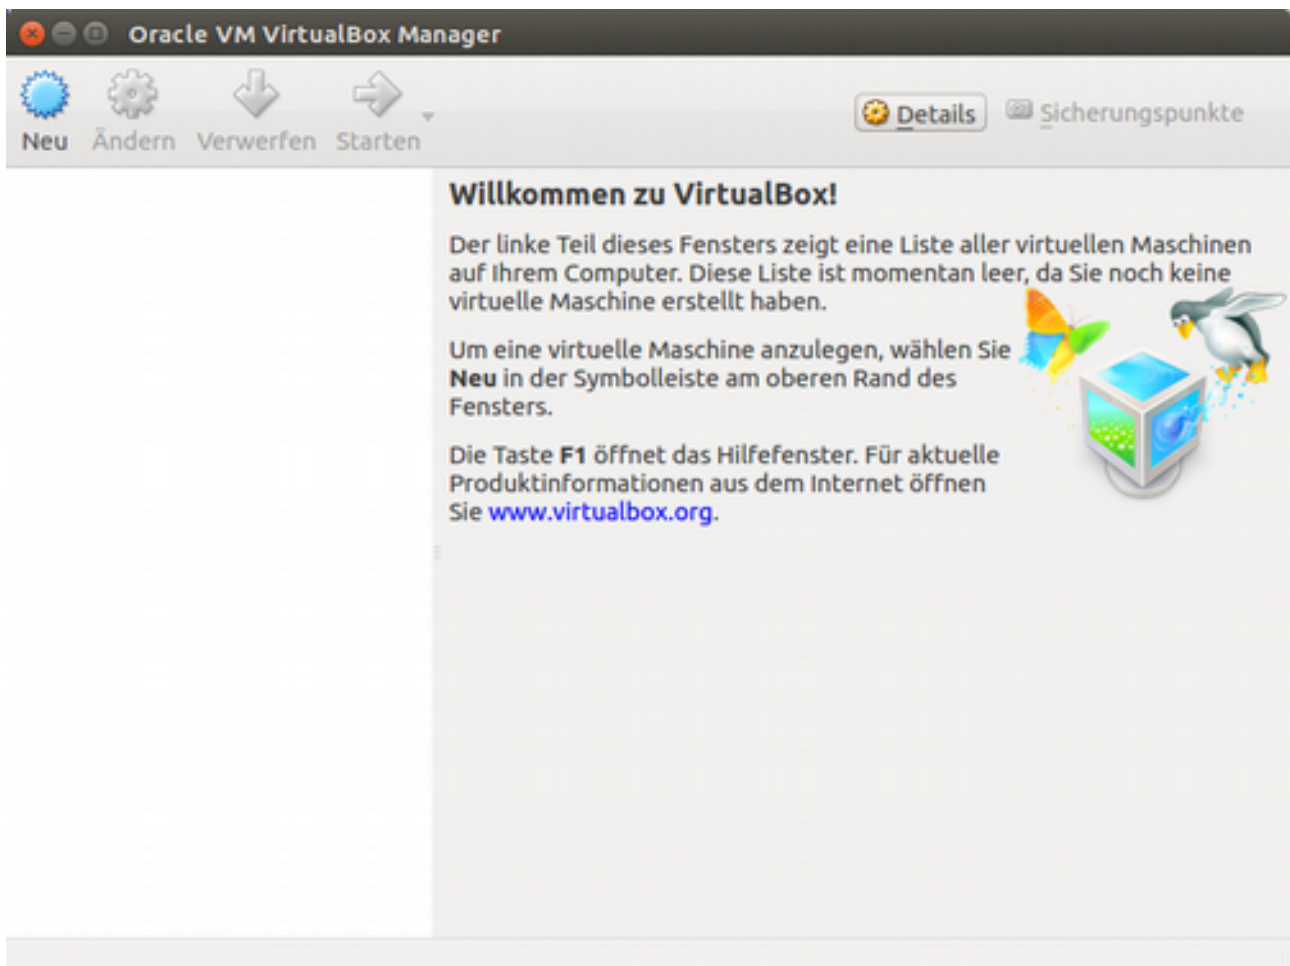 Oracle VM VirtualBox Manager
Neu Ändern Verwerfen Starten Details Sicherungspunkte
Willkommen zu VirtualBox!
Der linke Teil dieses Fensters zeigt eine Liste aller virtuellen Maschinen
auf Ihrem Computer. Diese Liste ist momentan leer, da Sie noch keine
virtuelle Maschine erstellt haben.
Um eine virtuelle Maschine anzulegen, wählen Sie
Neu in der Symbolleiste am oberen Rand des
Fensters.
Die Taste F1 öffnet das Hilfefenster. Für aktuelle
Produktinformationen aus dem Internet öffnen
Sie www.virtualbox.org.